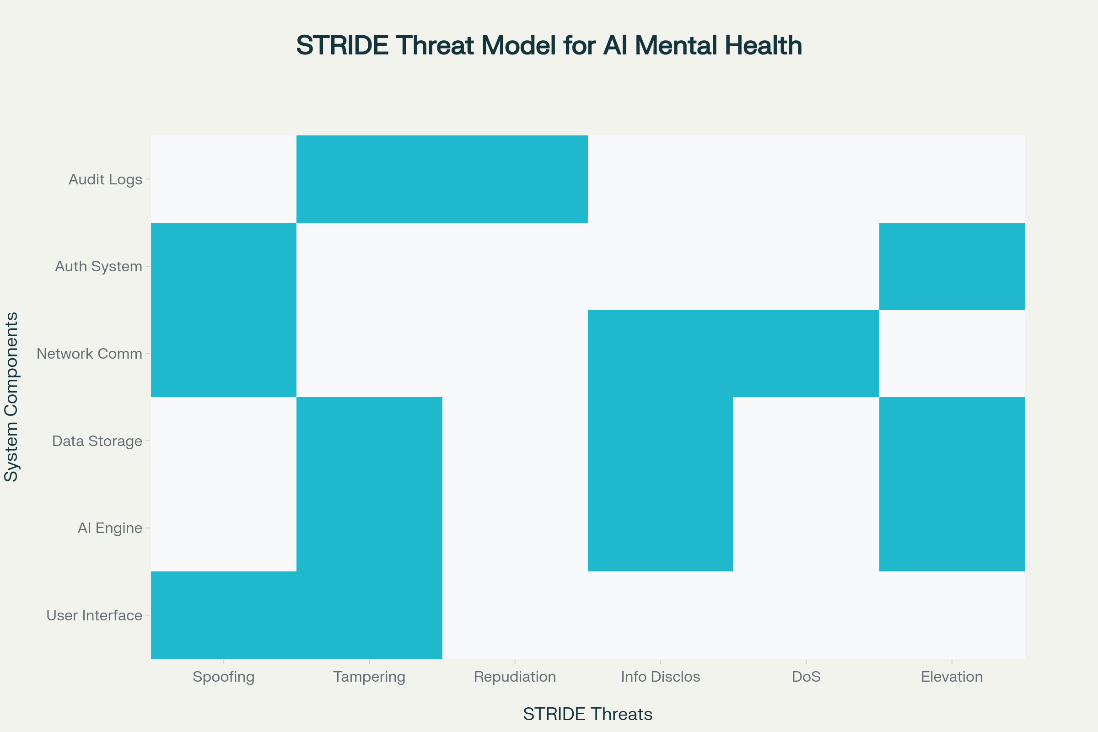 STRIDE Threat Model for AI Mental Health
System Components
Audit Logs
Auth System
Network Comm
Data Storage
AI Engine
User Interface
Spoofing
Tampering
Repudiation
Info Disclos
DoS
Elevation
STRIDE Threats